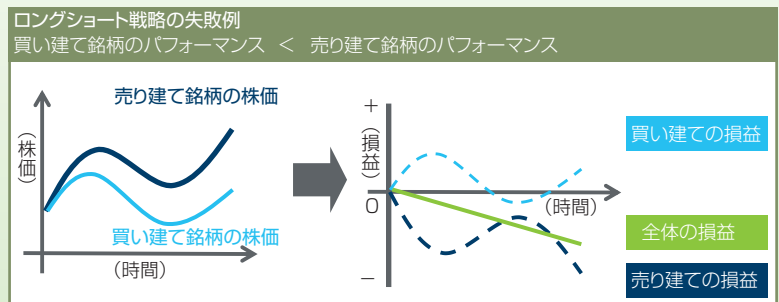 ロングショート戦略の失敗例
買い建て銘柄のパフォーマンス ＜ 売り建て銘柄のパフォーマンス
売り建て銘柄の株価
（株価）
買い建て銘柄の株価
（時間）
＋
（損益）
0
－
（時間）
買い建ての損益
全体の損益
売り建ての損益